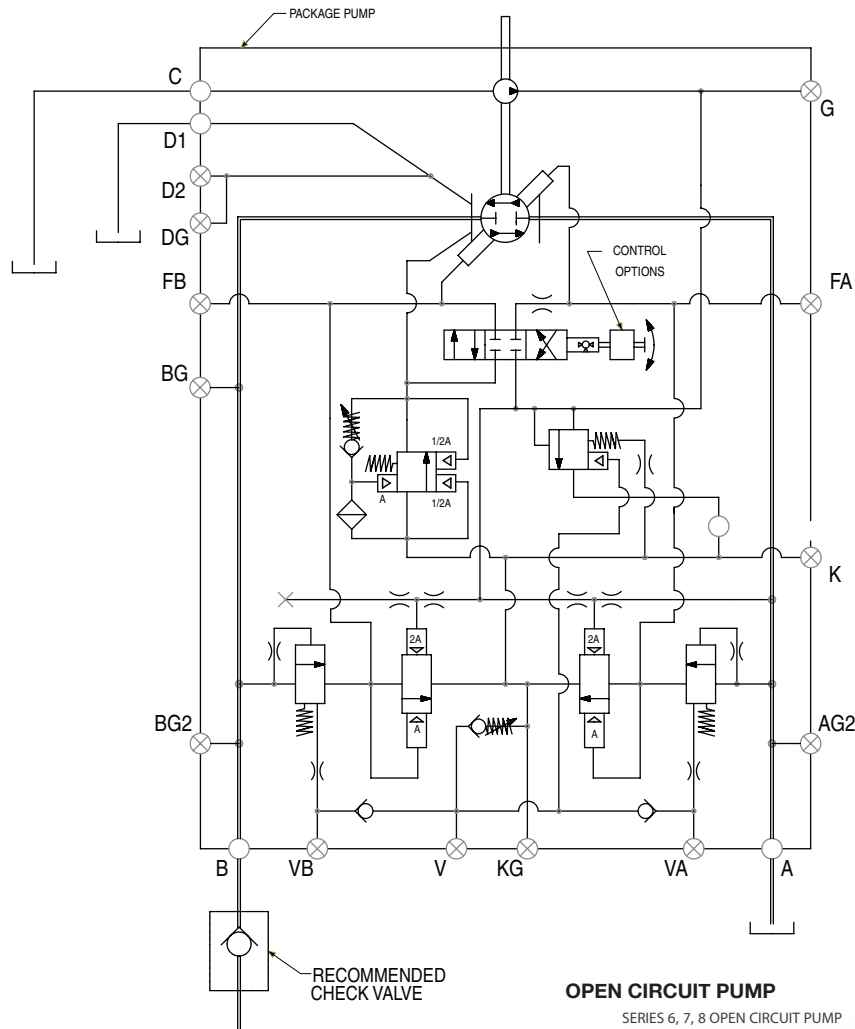 PACKAGE PUMP
C
G
D1
D2
DG
CONTROL
OPTIONS
FB
FA
BG
1/2A
A
1/2A
K
2A
2A
BG2
AG2
A
A
B
VB
V
KG
VA
A
RECOMMENDED
CHECK VALVE
OPEN CIRCUIT PUMP
SERIES 6, 7, 8 OPEN CIRCUIT PUMP